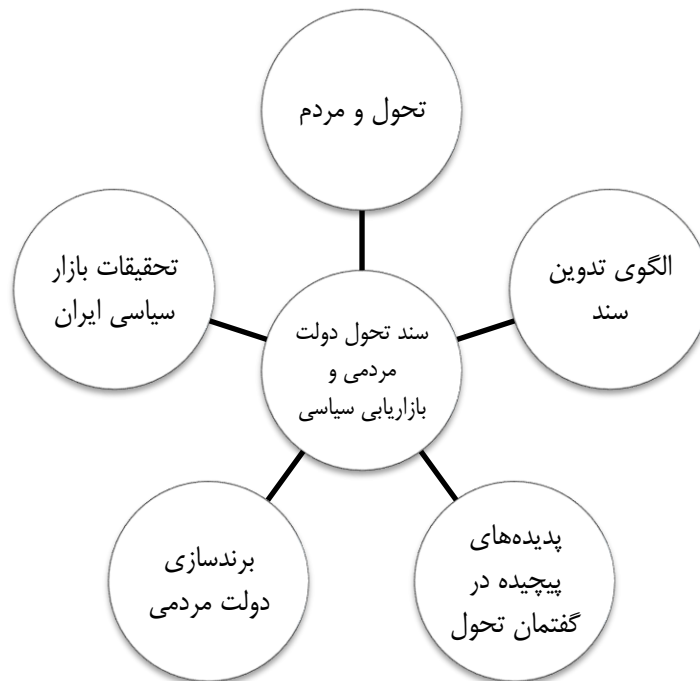 تحول و مردم
الگوی تدوین
سند
تحقیقات بازار
سیاسی ایران
سند تحول دولت
مردمی و
بازاریابی سیاسی
پدیده‌های
پیچیده در
گفتمان تحول
برندسازی
دولت مردمی